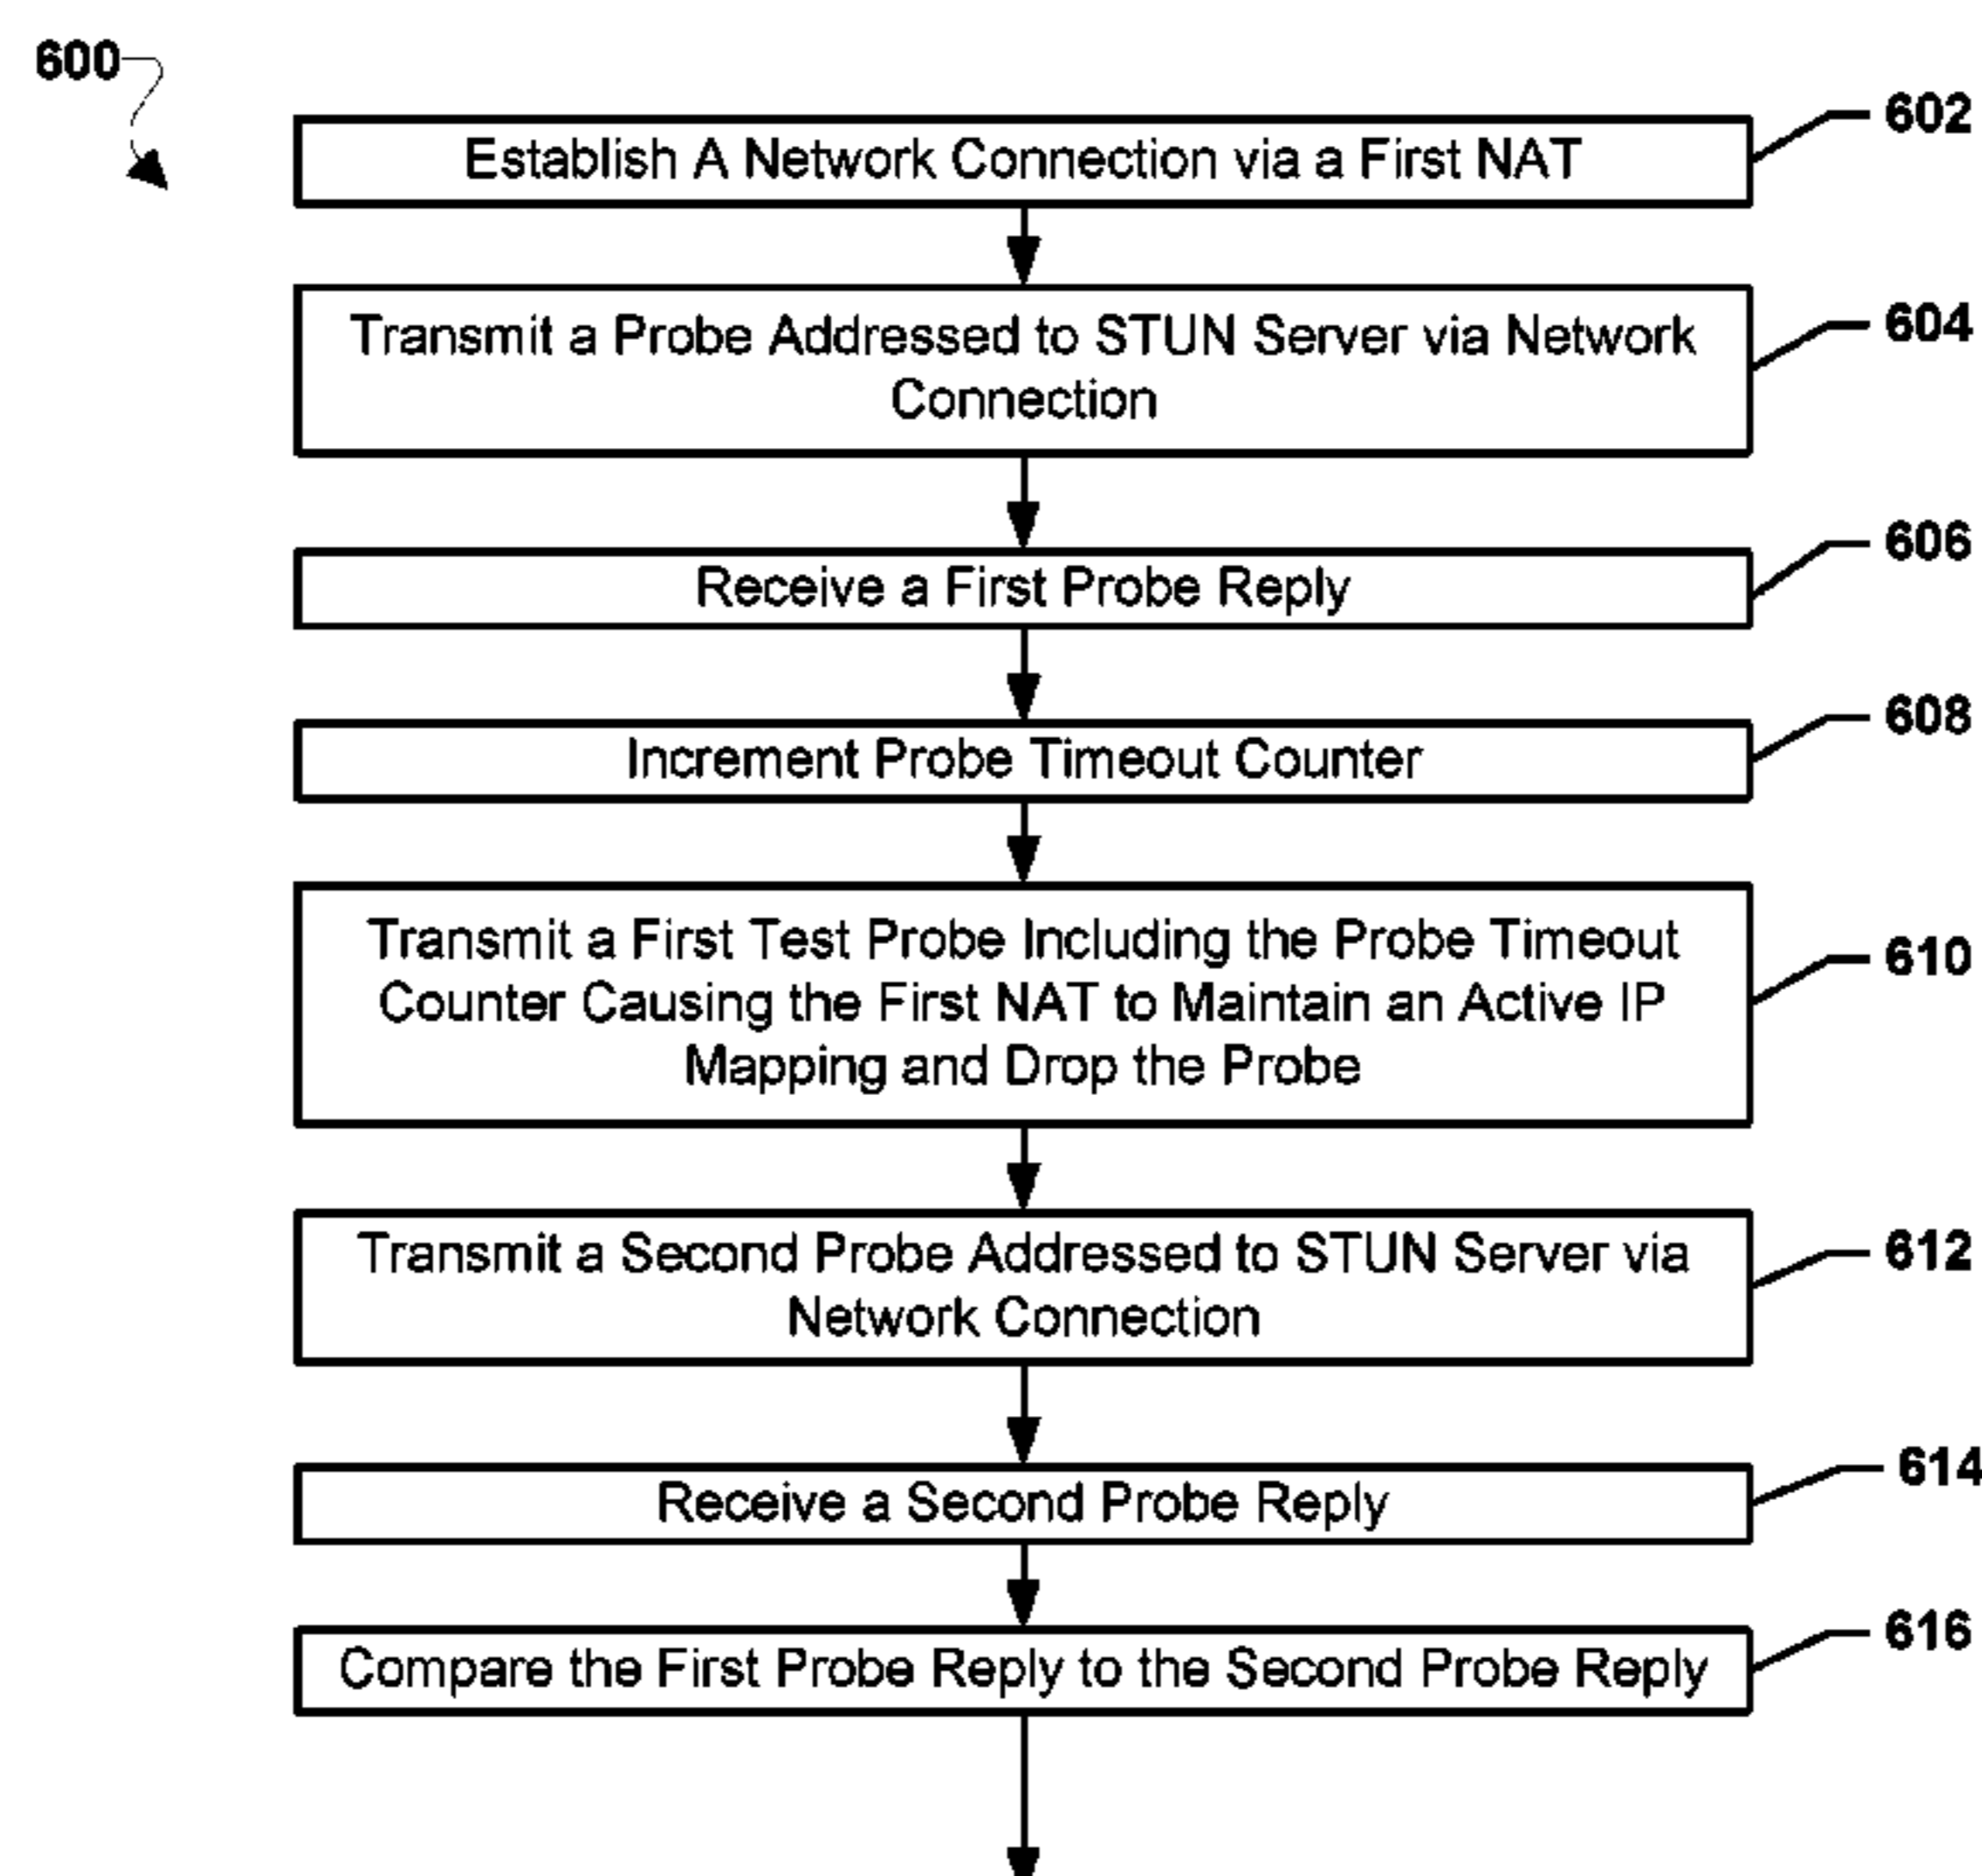 600
Establish A Network Connection via a First NAT
602
Transmit a Probe Addressed to STUN Server via Network
Connection
604
Receive a First Probe Reply
606
Increment Probe Timeout Counter
608
Transmit a First Test Probe Including the Probe Timeout
Counter Causing the First NAT to Maintain an Active IP
Mapping and Drop the Probe
610
Transmit a Second Probe Addressed to STUN Server via
Network Connection
612
Receive a Second Probe Reply
614
Compare the First Probe Reply to the Second Probe Reply
616